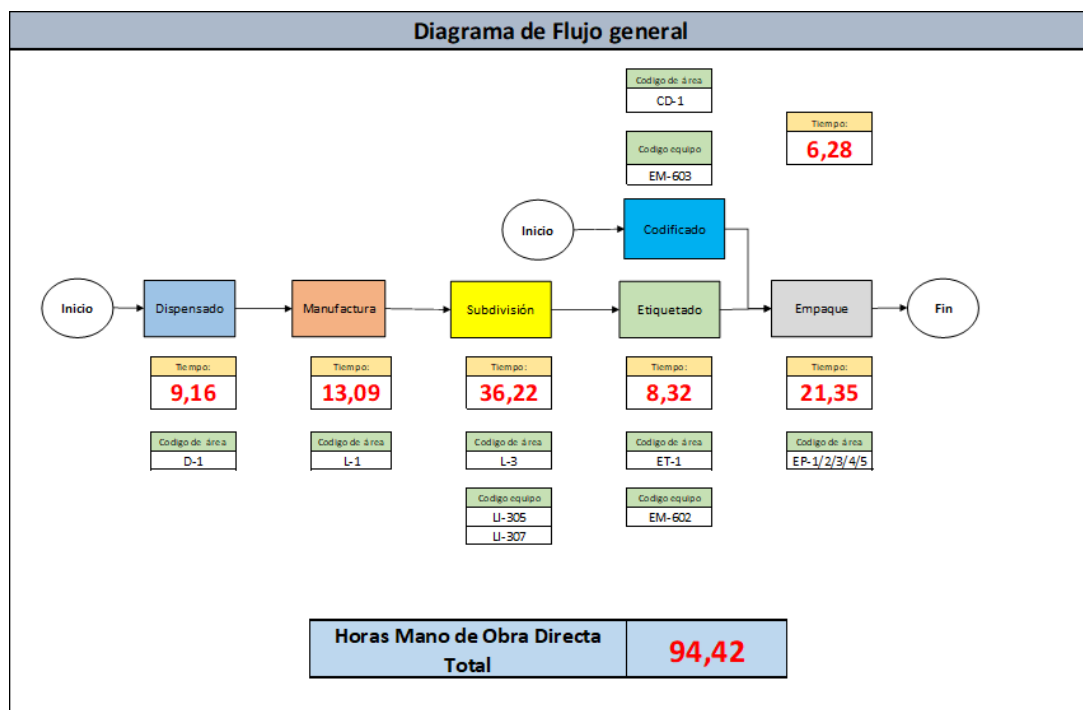 Diagrama de Flujo general
Codigo de área
CD-1
Tiempo:
6,28
Codigo equipo
EM-603
Inicio
Codificado
Inicio
Dispensado
Manufactura
Subdivisión
Etiquetado
Empaque
Fin
Tiempo:
9,16
Tiempo:
13,09
Tiempo:
36,22
Tiempo:
8,32
Tiempo:
21,35
Codigo de área
D-1
Codigo de área
L-1
Codigo de área
L-3
Codigo de área
ET-1
Codigo de área
EP-1/2/3/4/5
Codigo equipo
LI-305
LI-307
Codigo equipo
EM-602
Horas Mano de Obra Directa
Total
94,42